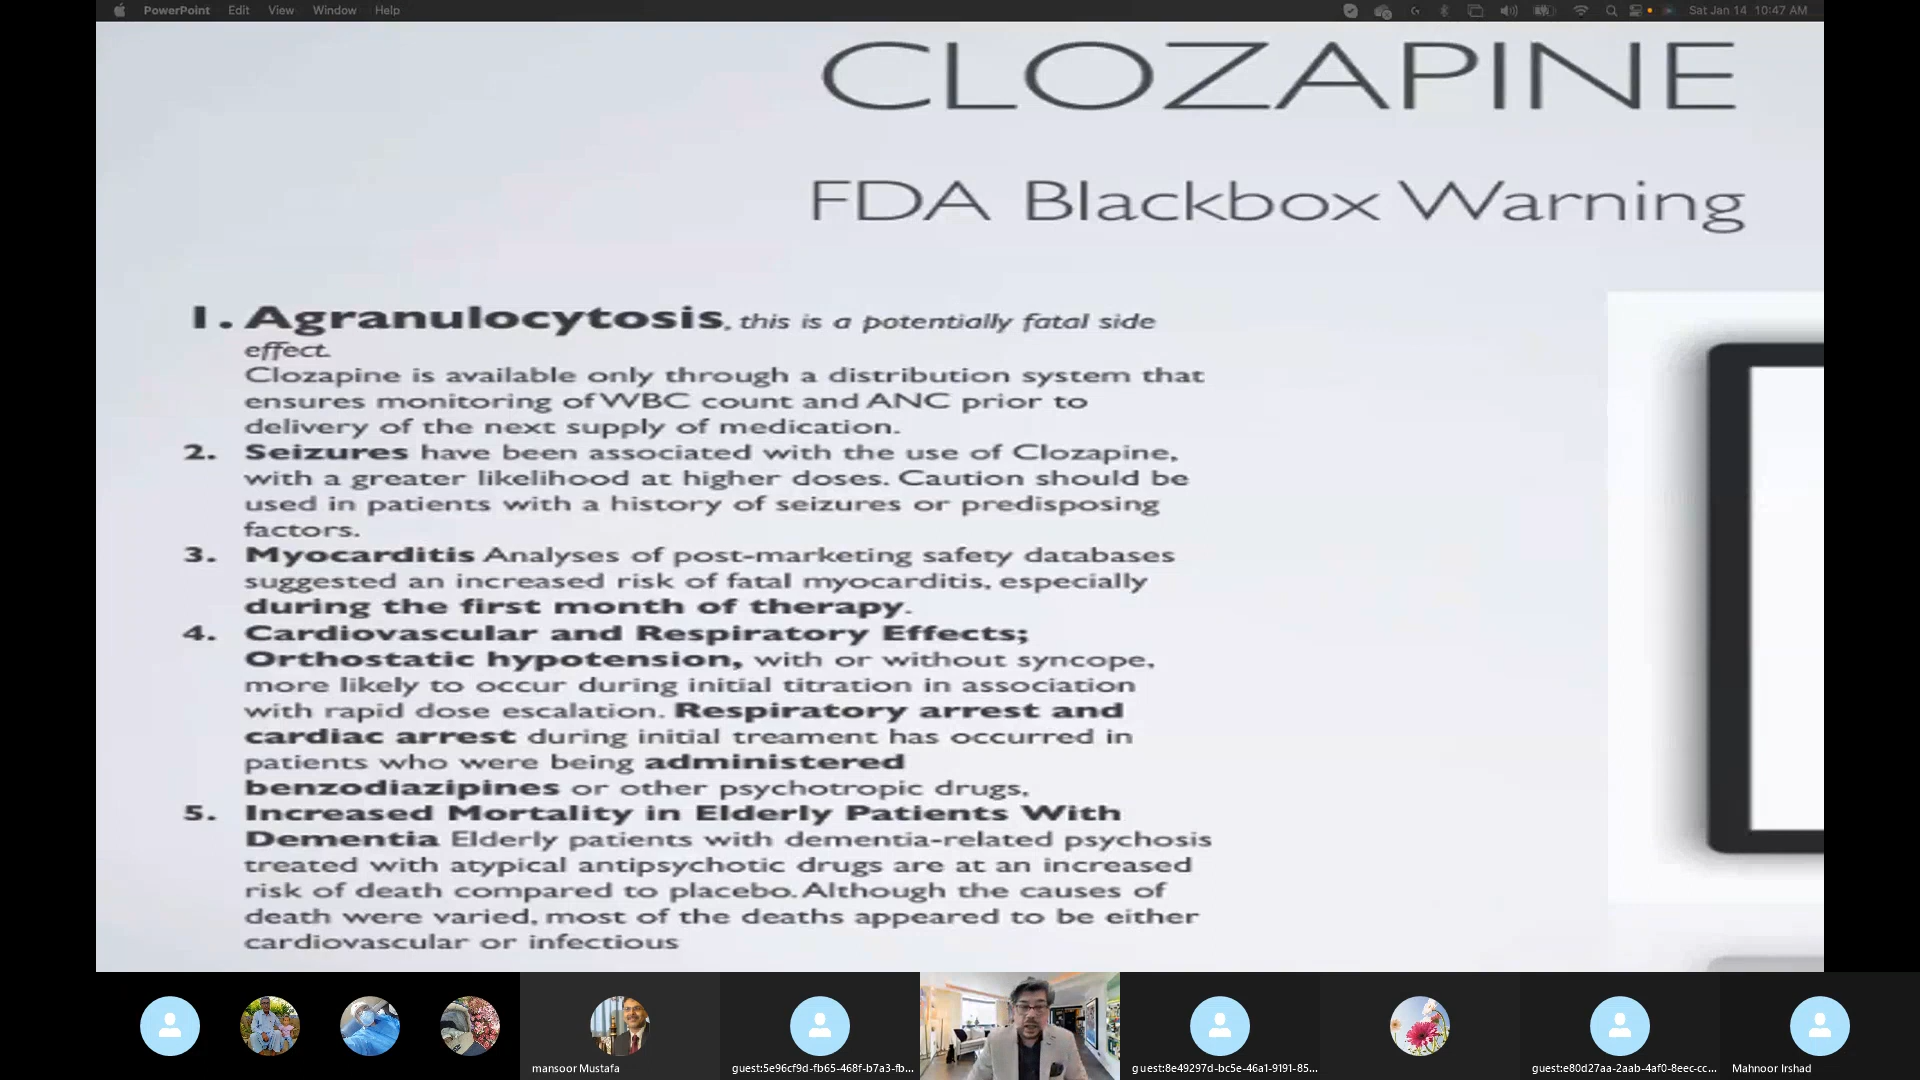 PowerPoint Edit View Window Help Sat Jan 14 10:47 AM
CLOZAPINE
FDA Blackbox Warning
1. Agranulocytosis, this is a potentially fatal side
effect.
Clozapine is available only through a distribution system that
ensures monitoring of WBC count and ANC prior to
delivery of the next supply of medication.
2. Seizures have been associated with the use of Clozapine,
with a greater likelihood at higher doses. Caution should be
used in patients with a history of seizures or predisposing
factors.
3. Myocarditis Analyses of post-marketing safety databases
suggested an increased risk of fatal myocarditis, especially
during the first month of therapy.
4. Cardiovascular and Respiratory Effects;
Orthostatic hypotension, with or without syncope,
more likely to occur during initial titration in association
with rapid dose escalation. Respiratory arrest and
cardiac arrest during initial treament has occurred in
patients who were being administered
benzodiazipines or other psychotropic drugs,
5. Increased Mortality in Elderly Patients With
Dementia Elderly patients with dementia-related psychosis
treated with atypical antipsychotic drugs are at an increased
risk of death compared to placebo. Although the causes of
death were varied, most of the deaths appeared to be either
cardiovascular or infectious
mansoor Mustafa guest:5e96cf9d-fb65-468f-b7a3-fb... guest:8e49297d-bc5e-46a1-9191-85... guest:e80d27aa-2aab-4af0-8eec-cc... Mahnoor Irshad